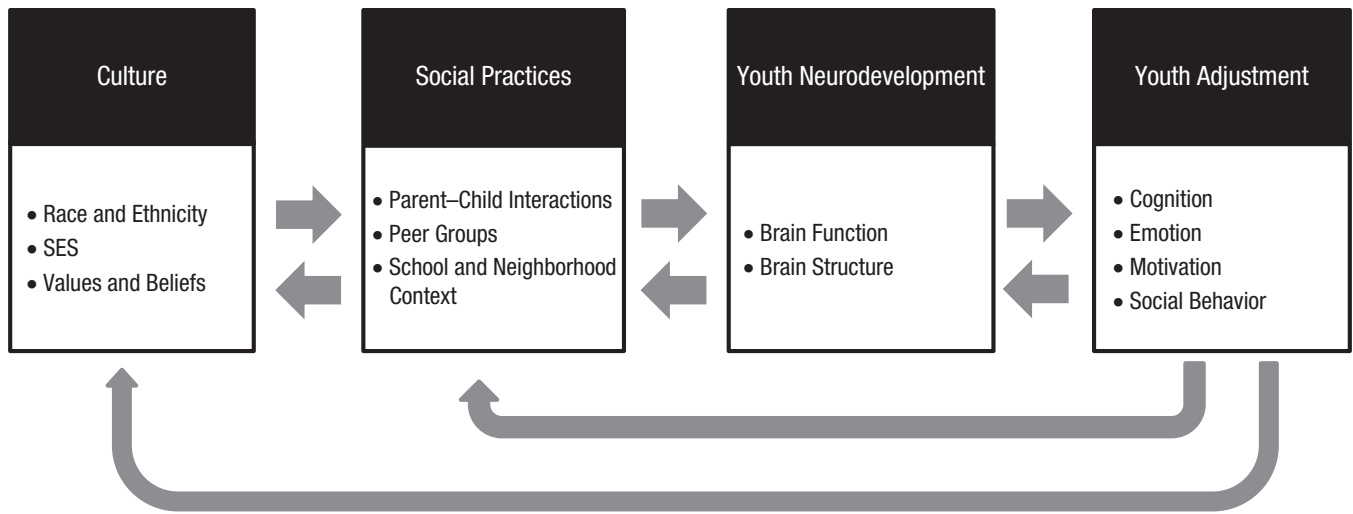 Culture
• Race and Ethnicity
• SES
• Values and Beliefs
Social Practices
• Parent–Child Interactions
• Peer Groups
• School and Neighborhood
Context
Youth Neurodevelopment
• Brain Function
• Brain Structure
Youth Adjustment
• Cognition
• Emotion
• Motivation
• Social Behavior